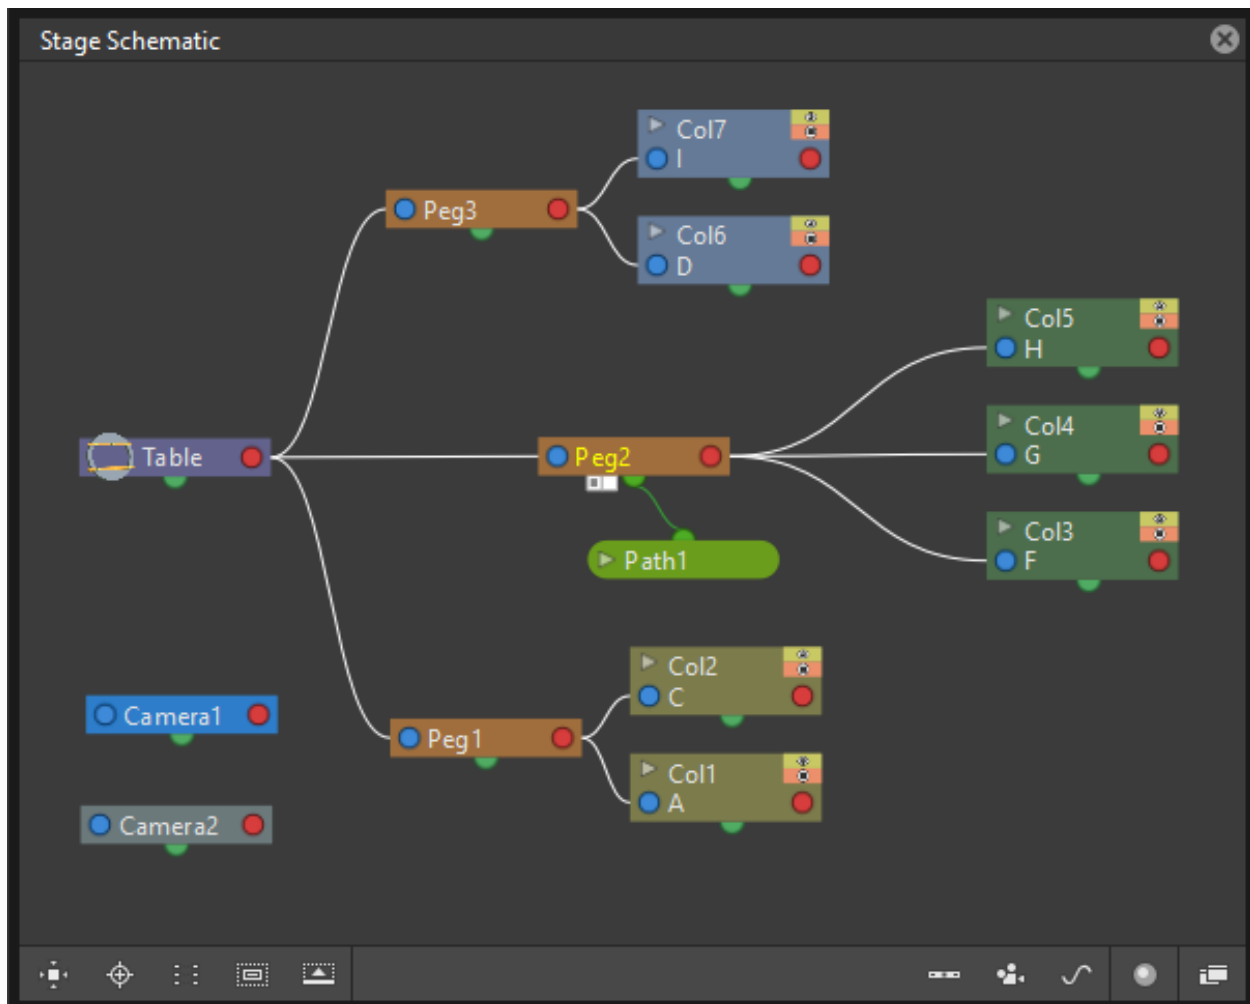 Stage Schematic
Col7
I
Peg3
Col6
D
Col5
H
Table
Peg2
Col4
G
Path1
Col3
F
Camera1
Peg1
Col2
C
Col1
A
Camera2